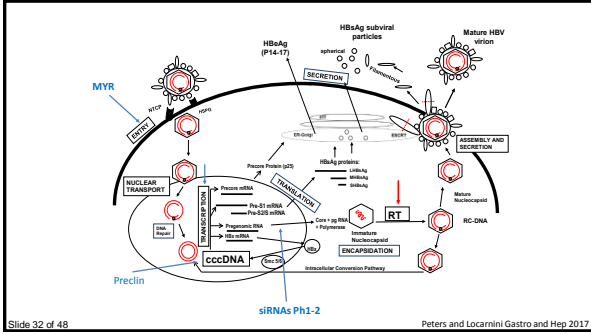 HBsAg subviral
particles
Mature HBV
virion
HBeAg
(P14-17)
spherical
Filamentous
SECRETION
MYR
NTCP
HSPG
ENTRY
ER-Golgi
ESCRT
ASSEMBLY AND
SECRETION
Precore Protein (p25)
HBsAg proteins:
LHBsAg
MHBsAg
SHBsAg
NUCLEAR
TRANSPORT
TRANSCRIPTION
TRANSLATION
Precore mRNA
Pre-S1 mRNA
Pre-S2/S mRNA
Pregenomic RNA
HBx mRNA
Core + pg RNA
+ Polymerase
RT
Mature
Nucleocapsid
RC-DNA
Immature
Nucleocapsid
ENCAPSIDATION
DNA
Repair
cccDNA
HBx
Smc 5/6
Intracellular Conversion Pathway
Preclin
siRNAs Ph1-2
Slide 32 of 48
Peters and Locarnini Gastro and Hep 2017